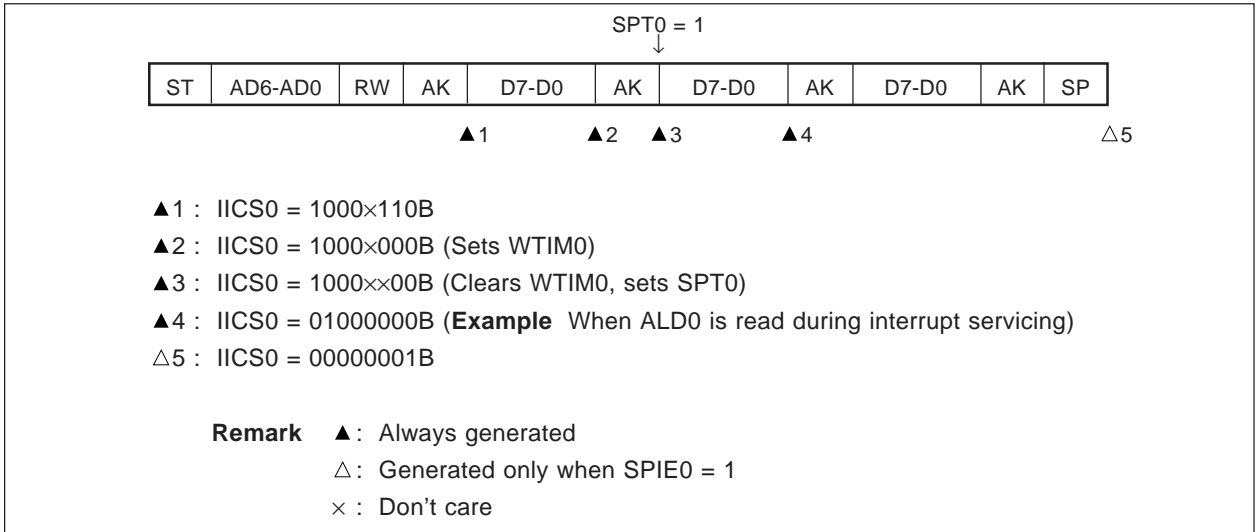 SPT0 = 1
↓
ST AD6-AD0 RW AK D7-D0 AK D7-D0 AK D7-D0 AK SP
▲1 ▲2 ▲3 ▲4 △5
▲1 : IICS0 = 1000×110B
▲2 : IICS0 = 1000×000B (Sets WTIM0)
▲3 : IICS0 = 1000××00B (Clears WTIM0, sets SPT0)
▲4 : IICS0 = 01000000B (Example When ALD0 is read during interrupt servicing)
△5 : IICS0 = 00000001B
Remark ▲: Always generated
△: Generated only when SPIE0 = 1
× : Don't care